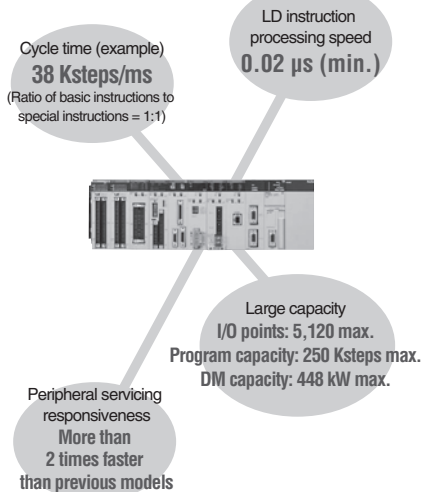 Cycle time (example)
38 Ksteps/ms
(Ratio of basic instructions to
special instructions = 1:1)
LD instruction
processing speed
0.02 µs (min.)
Large capacity
I/O points: 5,120 max.
Program capacity: 250 Ksteps max.
DM capacity: 448 kW max.
Peripheral servicing
responsiveness
More than
2 times faster
than previous models